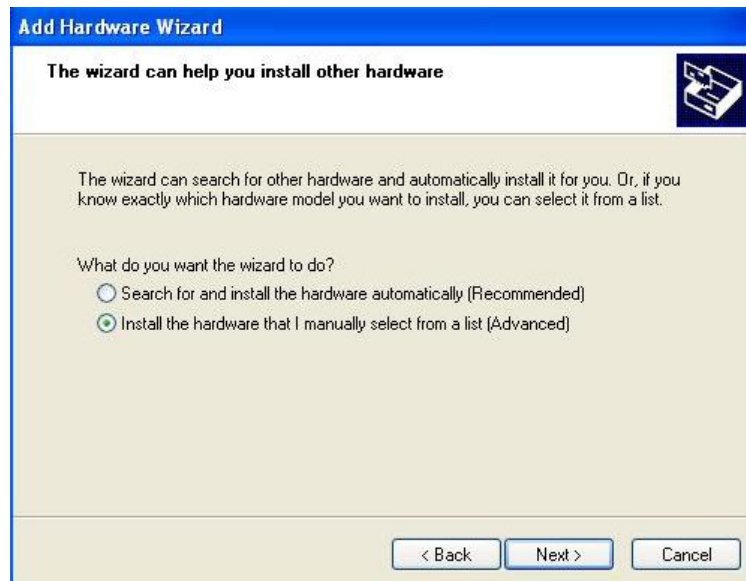 Add Hardware Wizard
The wizard can help you install other hardware
The wizard can search for other hardware and automatically install it for you. Or, if you
know exactly which hardware model you want to install, you can select it from a list.
What do you want the wizard to do?
Search for and install the hardware automatically (Recommended)
Install the hardware that I manually select from a list (Advanced)
< Back Next > Cancel